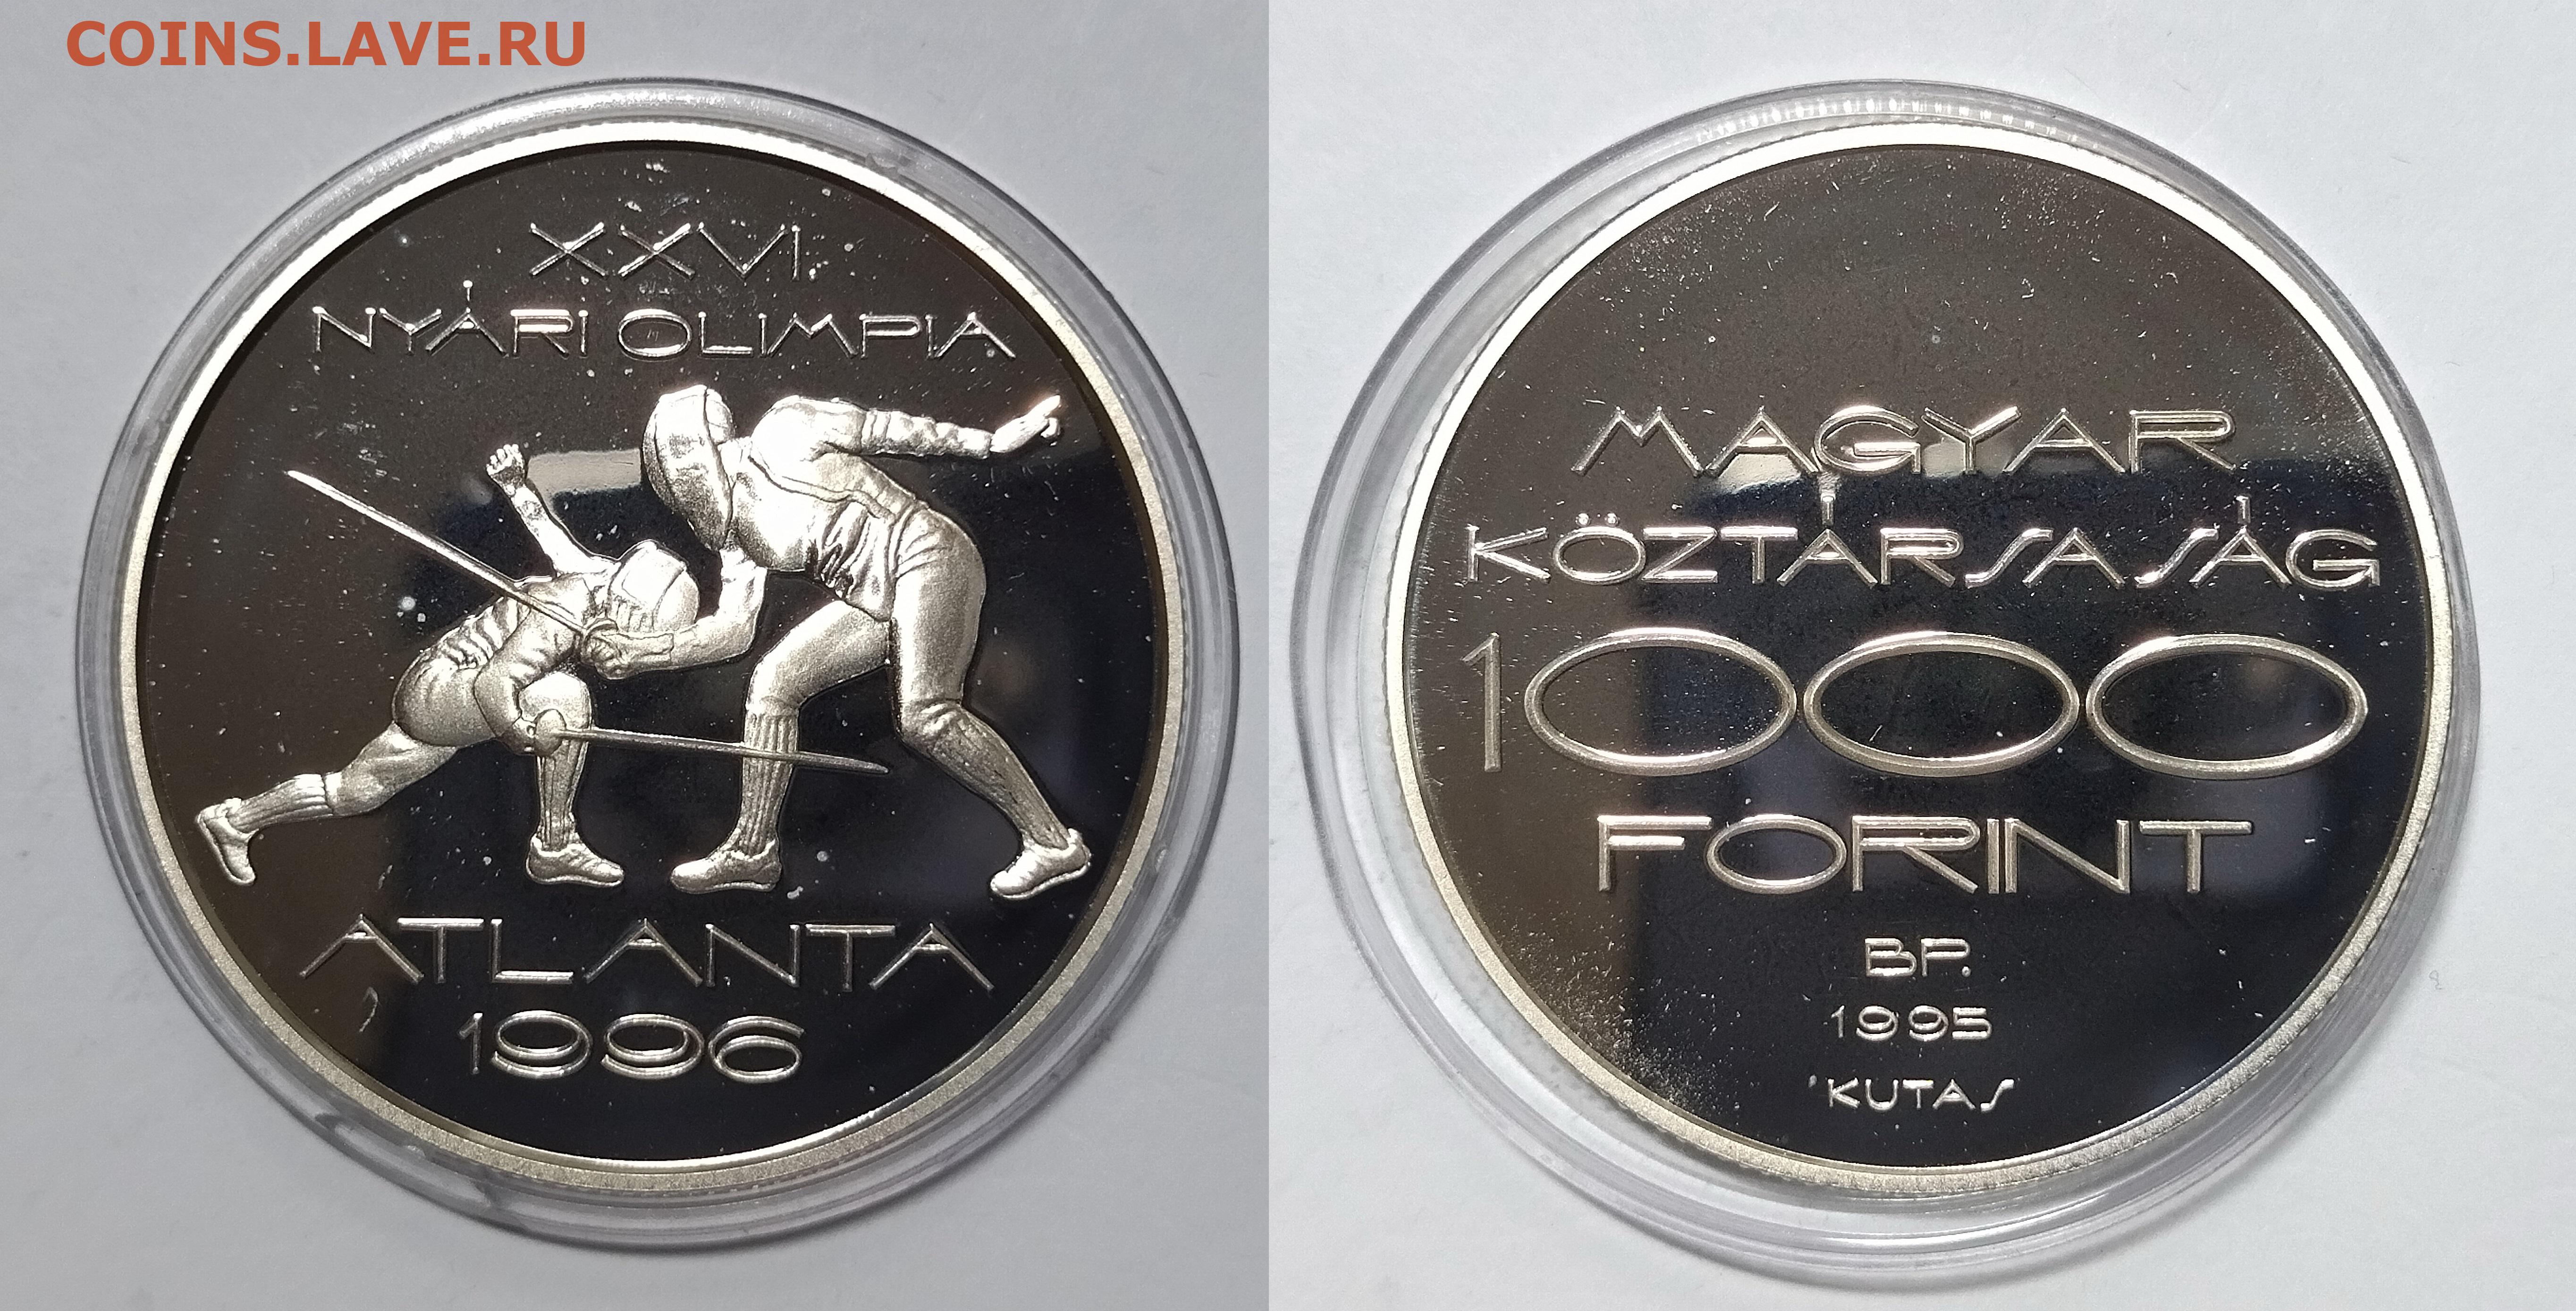 COINS.LAVE.RU
XXVI.
NYÁRI OLIMPIA
ATLANTA
1996
MAGYAR
KÖZTÁRSASÁG
1000
FORINT
BP.
1995
KUTAS